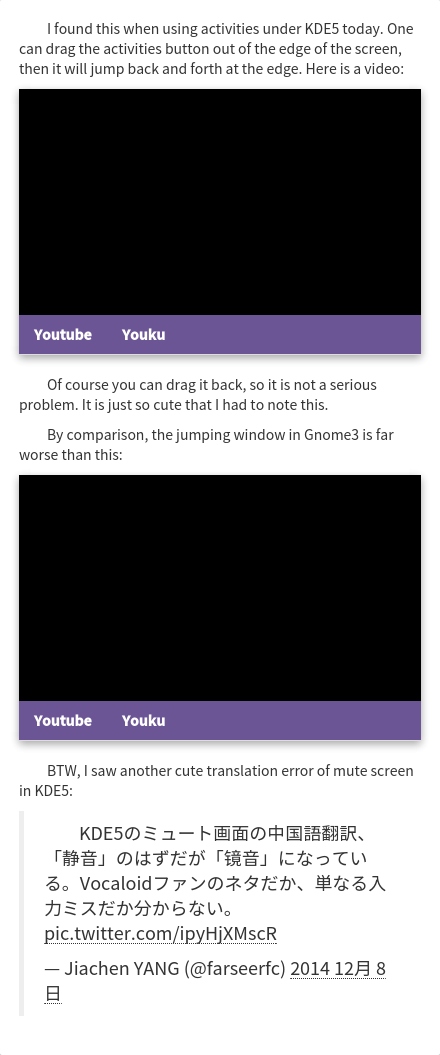 I found this when using activities under KDE5 today. One
can drag the activities button out of the edge of the screen,
then it will jump back and forth at the edge. Here is a video:
Youtube Youku
Of course you can drag it back, so it is not a serious
problem. It is just so cute that I had to note this.
By comparison, the jumping window in Gnome3 is far
worse than this:
Youtube Youku
BTW, I saw another cute translation error of mute screen
in KDE5:
KDE5のミュート画面の中国語翻訳、
「静音」のはずだが「镜音」になってい
る。Vocaloidファンのネタだか、単なる入
力ミスだか分からない。
pic.twitter.com/ipyHjXMscR
— Jiachen YANG (@farseerfc) 2014 12月 8
日